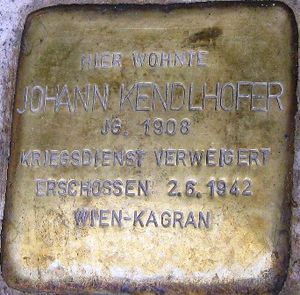 HIER WOHNTE
JOHANN KENDLHOFER
JG. 1908
KRIEGSDIENST VERWEIGERT
ERSCHOSSEN 2.6.1942
WIEN-KAGRAN